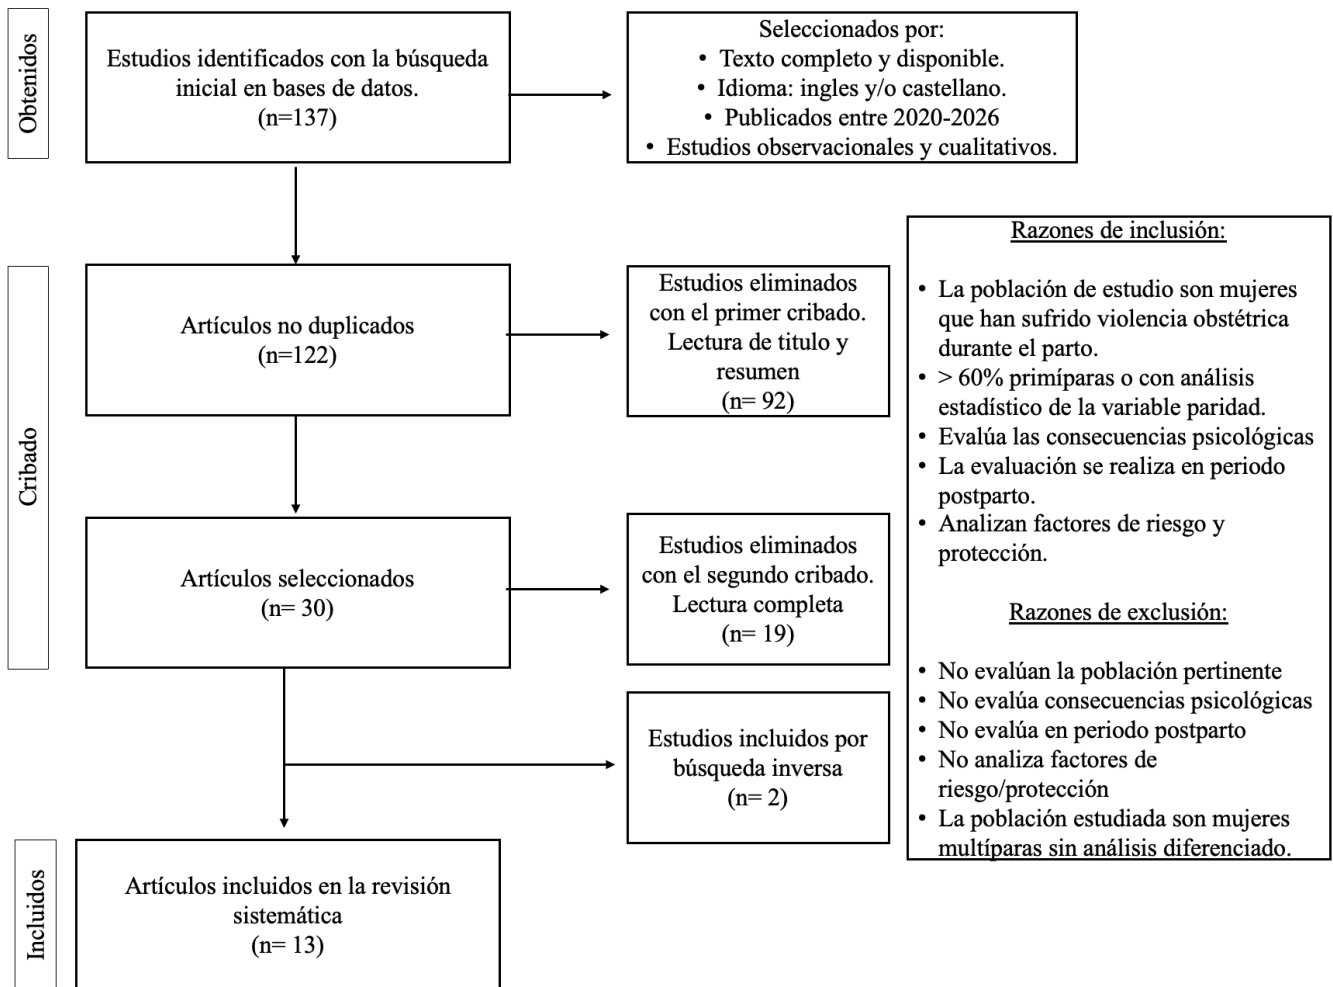 Obtenidos
Estudios identificados con la búsqueda
inicial en bases de datos.
(n=137)
Seleccionados por:
• Texto completo y disponible.
• Idioma: ingles y/o castellano.
• Publicados entre 2020-2026
• Estudios observacionales y cualitativos.
Cribado
Artículos no duplicados
(n=122)
Estudios eliminados
con el primer cribado.
Lectura de titulo y
resumen
(n= 92)
Artículos seleccionados
(n= 30)
Estudios eliminados
con el segundo cribado.
Lectura completa
(n= 19)
Estudios incluidos por
búsqueda inversa
(n= 2)
Razones de inclusión:
• La población de estudio son mujeres
que han sufrido violencia obstétrica
durante el parto.
• > 60% primíparas o con análisis
estadístico de la variable paridad.
• Evalúa las consecuencias psicológicas
• La evaluación se realiza en periodo
postparto.
• Analizan factores de riesgo y
protección.
Razones de exclusión:
• No evalúan la población pertinente
• No evalúa consecuencias psicológicas
• No evalúa en periodo postparto
• No analiza factores de
riesgo/protección
• La población estudiada son mujeres
multíparas sin análisis diferenciado.
Incluidos
Artículos incluidos en la revisión
sistemática
(n= 13)